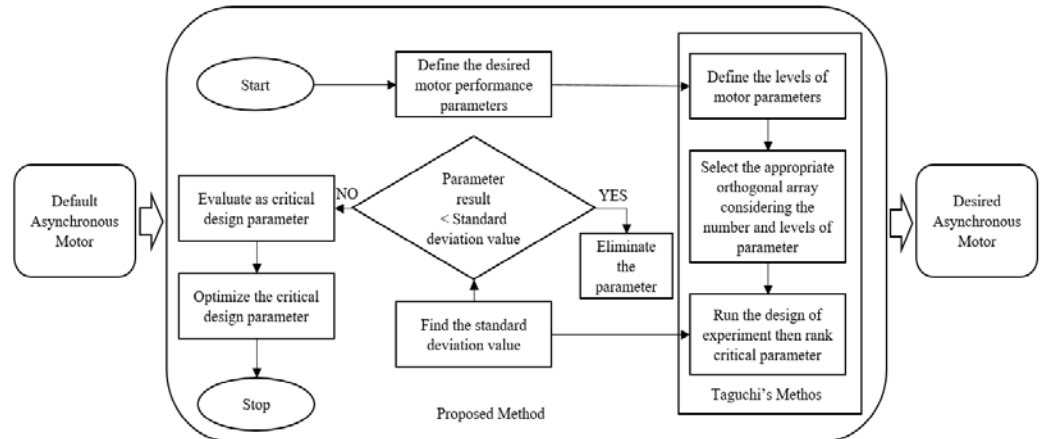 Default
Asynchronous
Motor
Start
Define the desired
motor performance
parameters
Define the levels of
motor parameters
Select the appropriate
orthogonal array
considering the
number and levels of
parameter
Run the design of
experiment then rank
critical parameter
Taguchi's Methos
Find the standard
deviation value
Parameter
result
< Standard
deviation value
YES
Eliminate
the
parameter
NO
Evaluate as critical
design parameter
Optimize the critical
design parameter
Stop
Proposed Method
Desired
Asynchronous
Motor